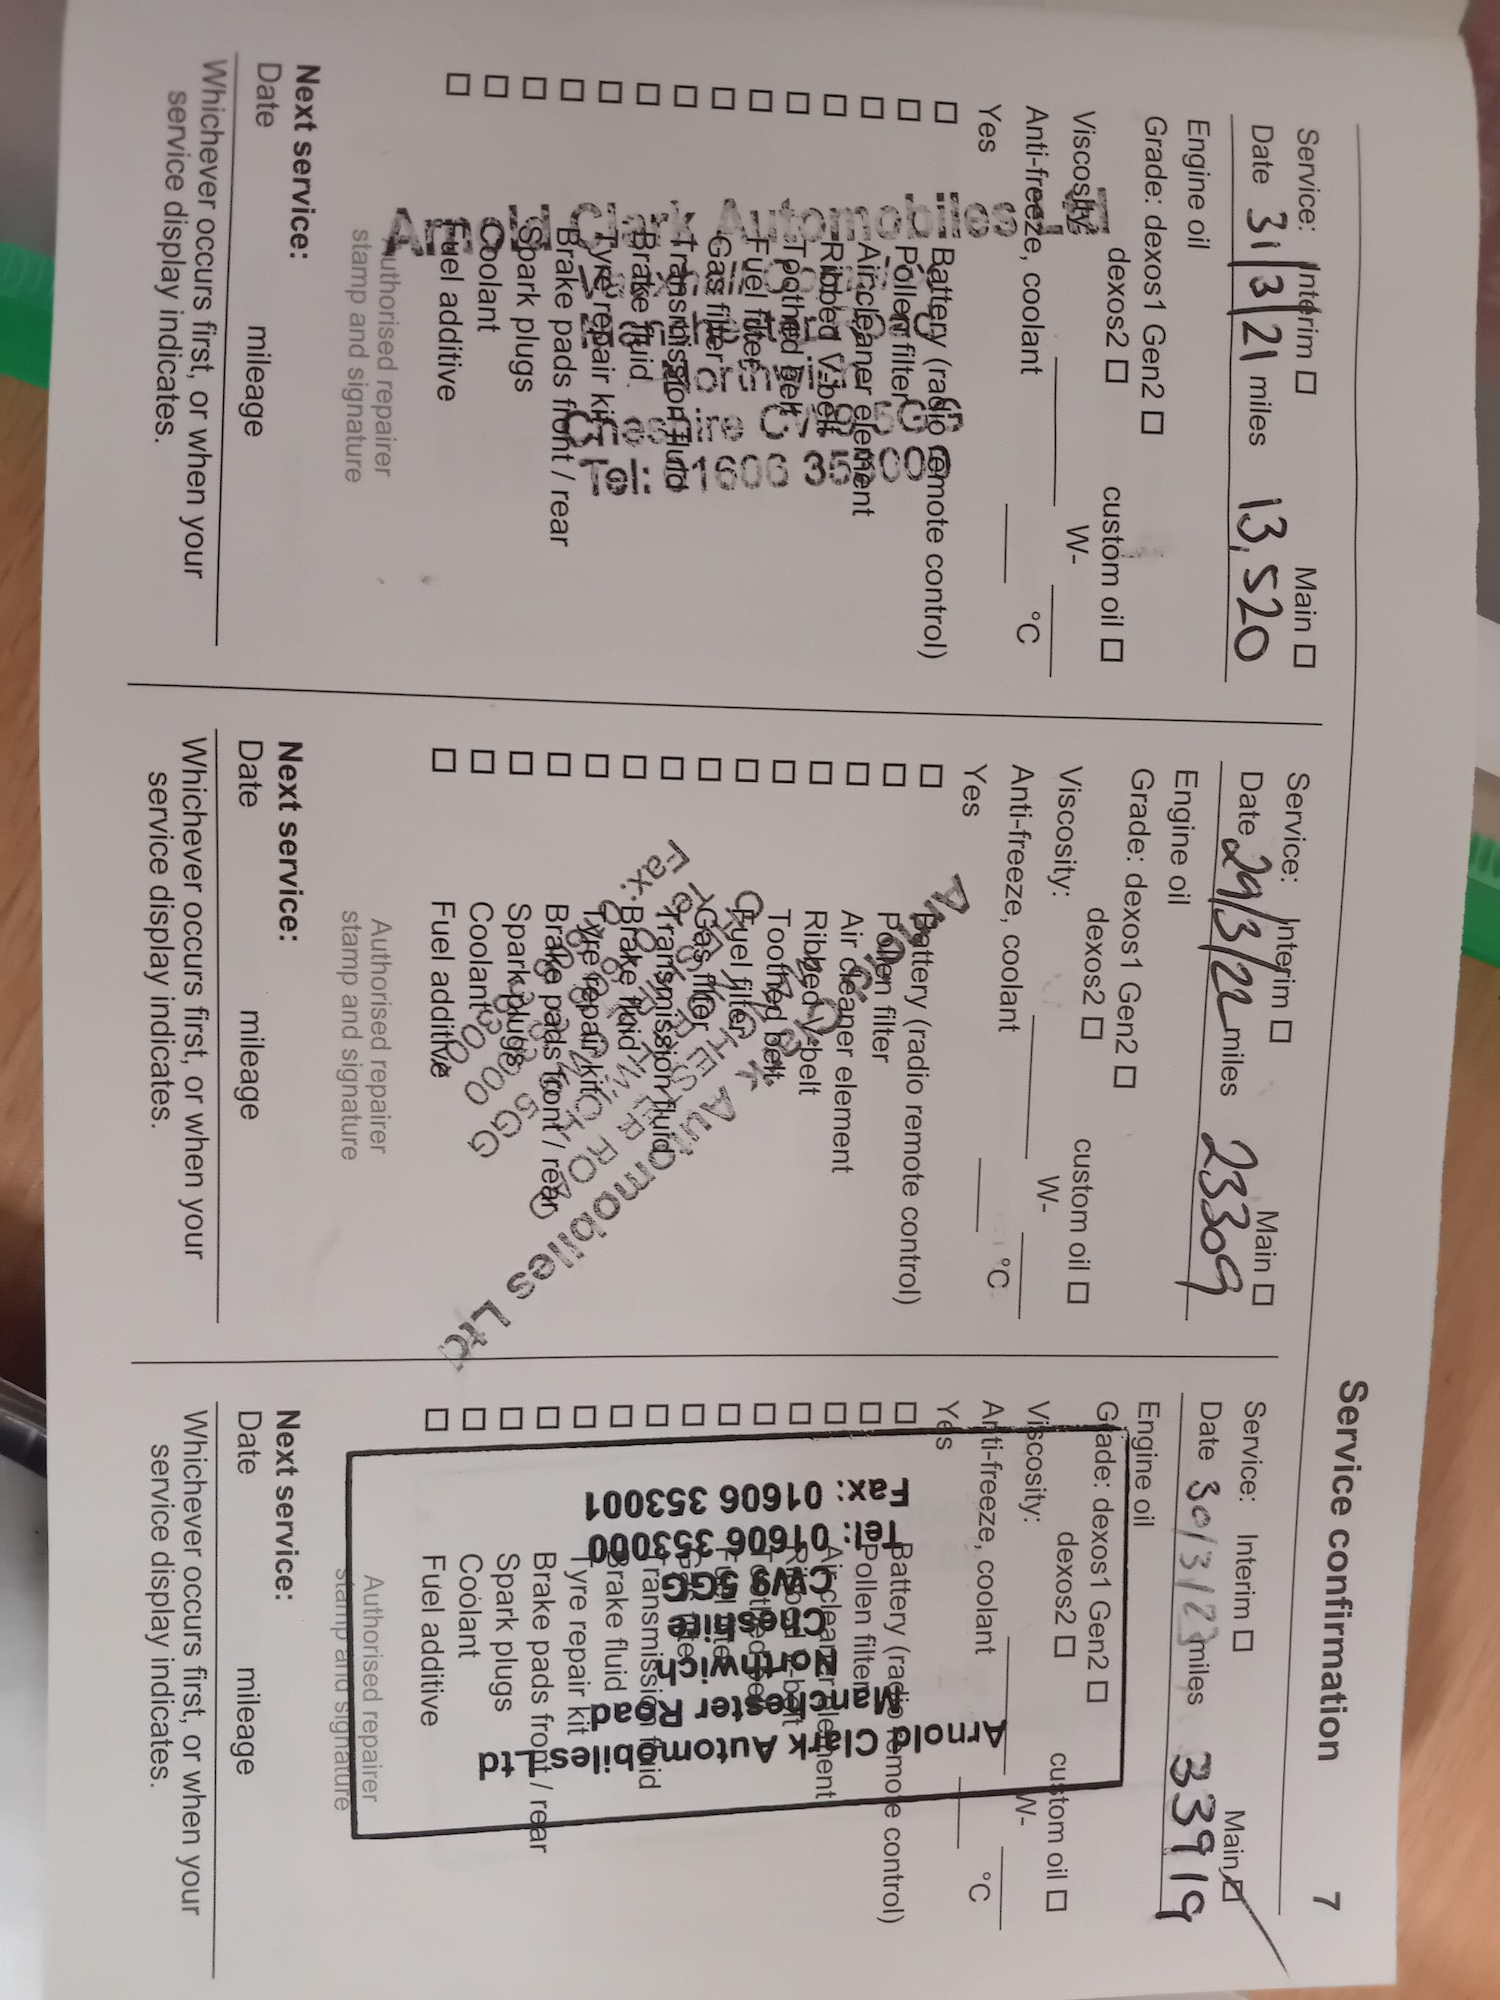 Service confirmation 7
Service: Interim ☐ Main ☐
Date 31/3/21 miles 13,520
Engine oil
Grade: dexos1 Gen2 ☐
dexos2 ☐ custom oil ☐
Viscosity: W-
Anti-freeze, coolant °C
Yes
☐ Battery (radio remote control)
☐ Pollen filter
☐ Air cleaner element
☐ Ribbed V-belt
☐ Toothed belt
☐ Fuel filter
☐ Gas filter
☐ Transmission fluid
☐ Brake fluid
☐ Tyre repair kit
☐ Brake pads front / rear
☐ Spark plugs
☐ Coolant
☐ Fuel additive
Arnold Clark Automobiles
Authorised repairer
stamp and signature
Next service:
Date mileage
Whichever occurs first, or when your
service display indicates.
Service: Interim ☐ Main ☐
Date 29/3/22 miles 23309
Engine oil
Grade: dexos1 Gen2 ☐
dexos2 ☐ custom oil ☐
Viscosity: W-
Anti-freeze, coolant °C
Yes
☐ Battery (radio remote control)
☐ Pollen filter
☐ Air cleaner element
☐ Ribbed V-belt
☐ Toothed belt
☐ Fuel filter
☐ Gas filter
☐ Transmission fluid
☐ Brake fluid
☐ Tyre repair kit
☐ Brake pads front / rear
☐ Spark plugs
☐ Coolant
☐ Fuel additive
Arnold Clark Automobiles Ltd
Authorised repairer
stamp and signature
Next service:
Date mileage
Whichever occurs first, or when your
service display indicates.
Service: Interim ☐ Main ☑
Date 30/3/23 miles 33919
Engine oil
Grade: dexos1 Gen2 ☐
dexos2 ☐ custom oil ☐
Viscosity: W-
Anti-freeze, coolant °C
Yes
☐ Battery (radio remote control)
☐ Pollen filter
☐ Air cleaner element
☐ Ribbed V-belt
☐ Toothed belt
☐ Fuel filter
☐ Gas filter
☐ Transmission fluid
☐ Brake fluid
☐ Tyre repair kit
☐ Brake pads front / rear
☐ Spark plugs
☐ Coolant
☐ Fuel additive
Arnold Clark Automobiles Ltd
Manchester Road
Northwich
Cheshire
CW9 5GG
Tel: 01606 353000
Fax: 01606 353001
Authorised repairer
stamp and signature
Next service:
Date mileage
Whichever occurs first, or when your
service display indicates.